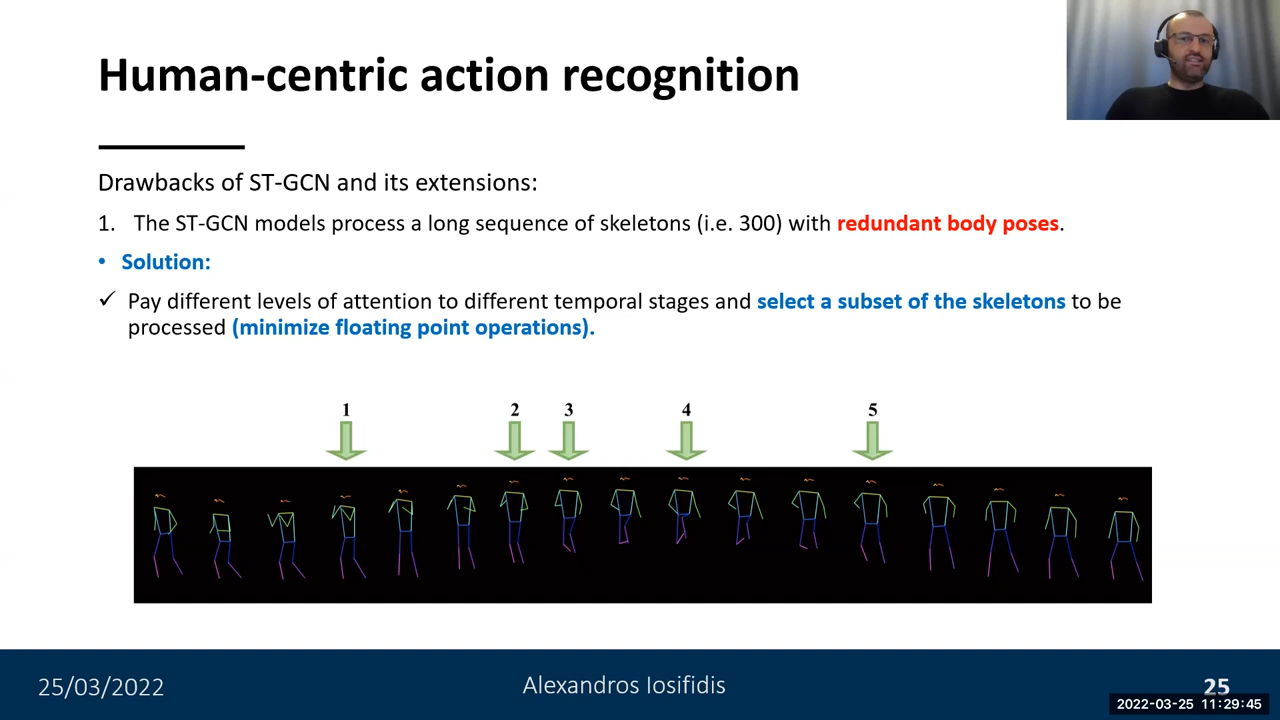 Human-centric action recognition
Drawbacks of ST-GCN and its extensions:
1. The ST-GCN models process a long sequence of skeletons (i.e. 300) with redundant body poses.
• Solution:
✓ Pay different levels of attention to different temporal stages and select a subset of the skeletons to be
processed (minimize floating point operations).
1 2 3 4 5
25/03/2022 Alexandros Iosifidis 25
2022-03-25 11:29:45